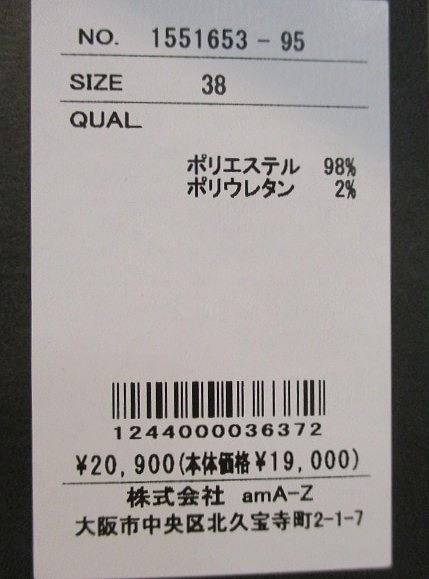 NO. 1551653-95
SIZE 38
QUAL
ポリエステル 98%
ポリウレタン 2%
1244000036372
¥20,900(本体価格¥19,000)
株式会社 amA-Z
大阪市中央区北久宝寺町2-1-7